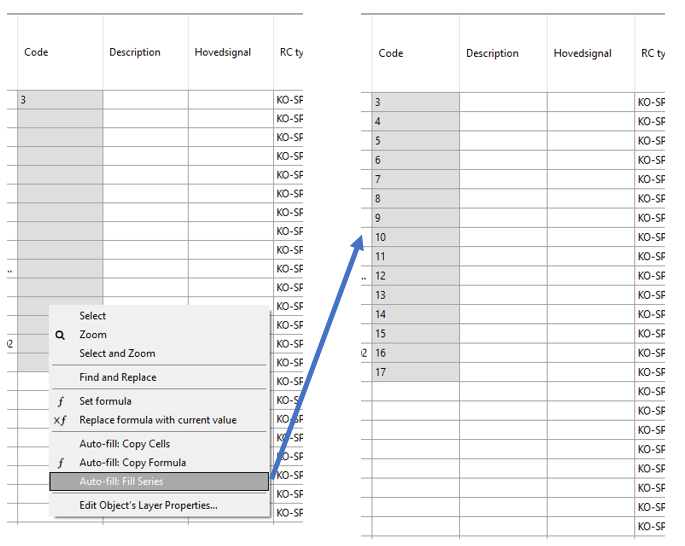 Code Description Hovedsignal RC ty
3 KO-SP
KO-SP
KO-SP
KO-SP
KO-SP
KO-SP
KO-SP
KO-SP
KO-SP
... KO-SP
KO-SP
KO-SP
KO-SP
02 KO-SP
KO-SP
KO-SP
KO-SP
KO-SP
KO-SP
KO-SP
KO-SP
KO-SP
KO-SP
Select
Zoom
Select and Zoom
Find and Replace
f Set formula
xf Replace formula with current value
Auto-fill: Copy Cells
f Auto-fill: Copy Formula
Auto-fill: Fill Series
Edit Object's Layer Properties...
Code Description Hovedsignal RC ty
3 KO-SP
4 KO-SP
5 KO-SP
6 KO-SP
7 KO-SP
8 KO-SP
9 KO-SP
10 KO-SP
11 KO-SP
... 12 KO-SP
13 KO-SP
14 KO-SP
15 KO-SP
02 16 KO-SP
17 KO-SP
KO-SP
KO-SP
KO-SP
KO-SP
KO-SP
KO-SP
KO-SP
KO-SP